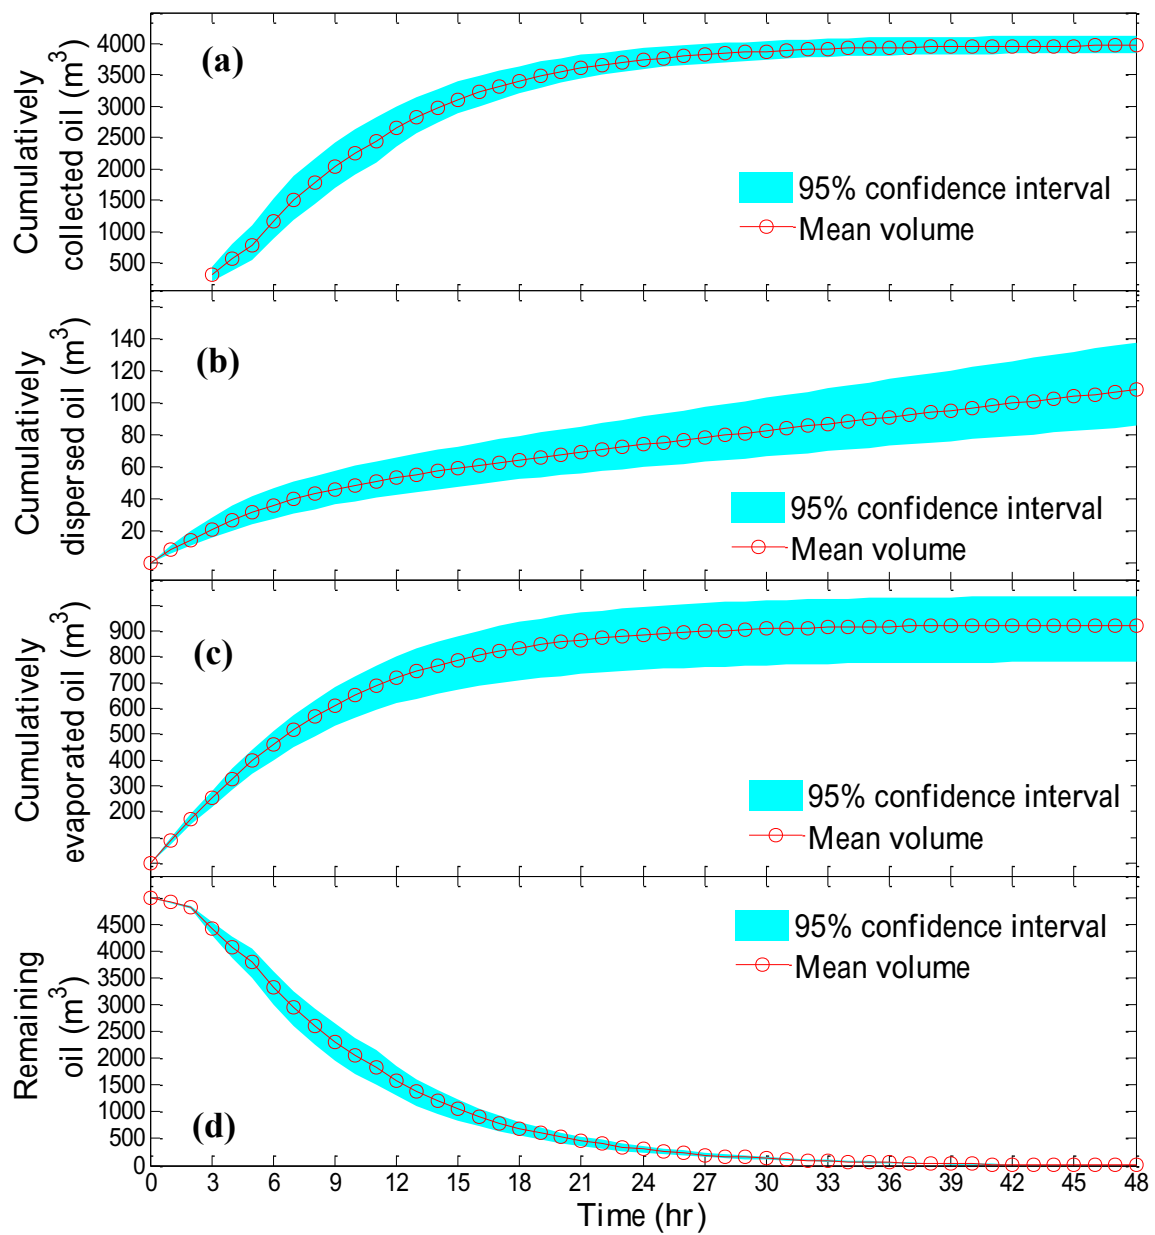 Cumulatively
collected oil (m3)
4000
3500
3000
2500
2000
1500
1000
500
(a)
95% confidence interval
Mean volume
Cumulatively
disper sed oil (m3)
140
120
100
80
60
40
20
(b)
95% confidence interval
Mean volume
Cumulatively
evaporated oil (m3)
900
800
700
600
500
400
300
200
(c)
95% confidence interval
Mean volume
Remaining
oil (m3)
4500
4000
3500
3000
2500
2000
1500
1000
500
0
(d)
95% confidence interval
Mean volume
0 3 6 9 12 15 18 21 24 27 30 33 36 39 42 45 48
Time (hr)